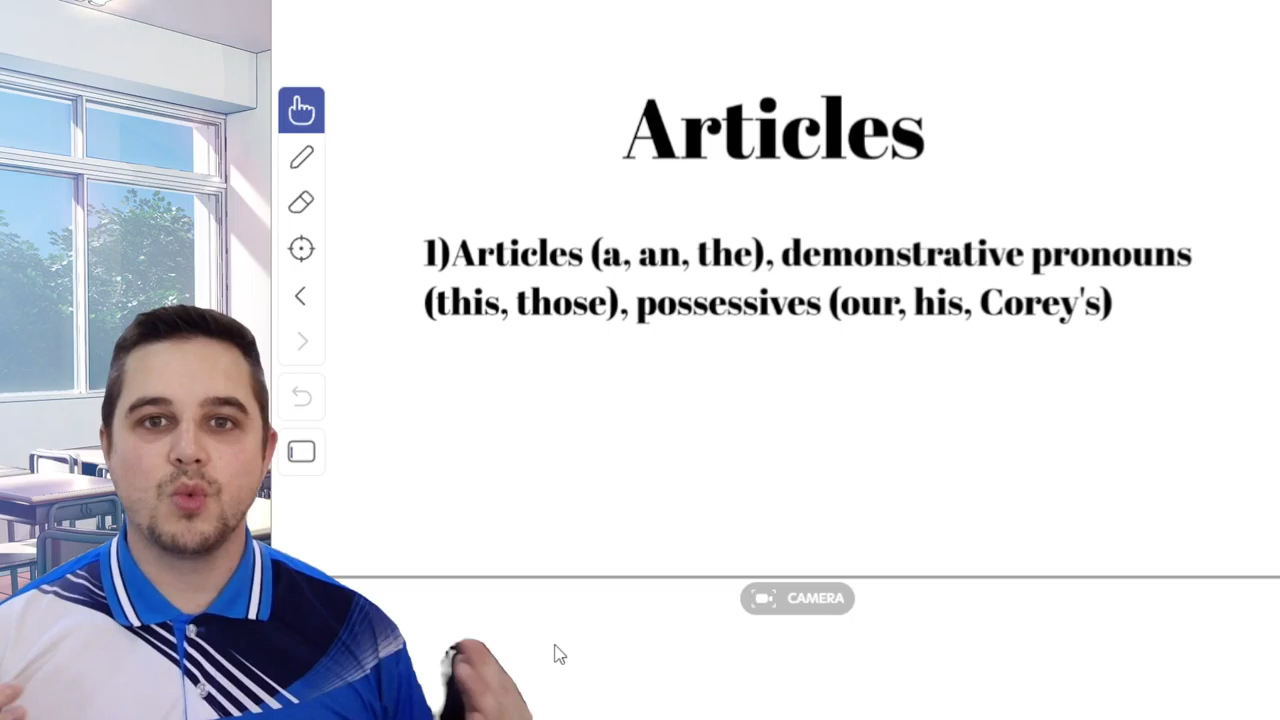 Articles
1)Articles (a, an, the), demonstrative pronouns
(this, those), possessives (our, his, Corey's)
CAMERA